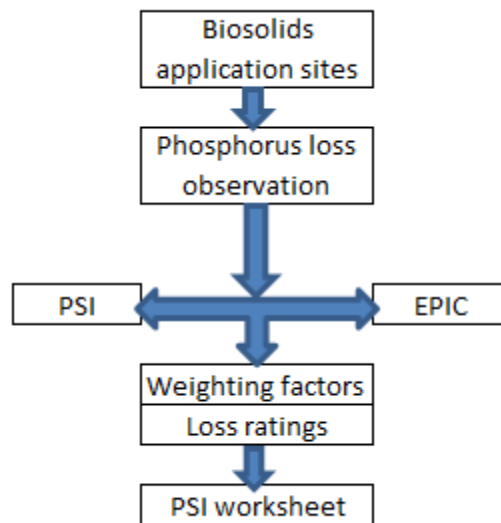 Biosolids
application sites
Phosphorus loss
observation
PSI
EPIC
Weighting factors
Loss ratings
PSI worksheet